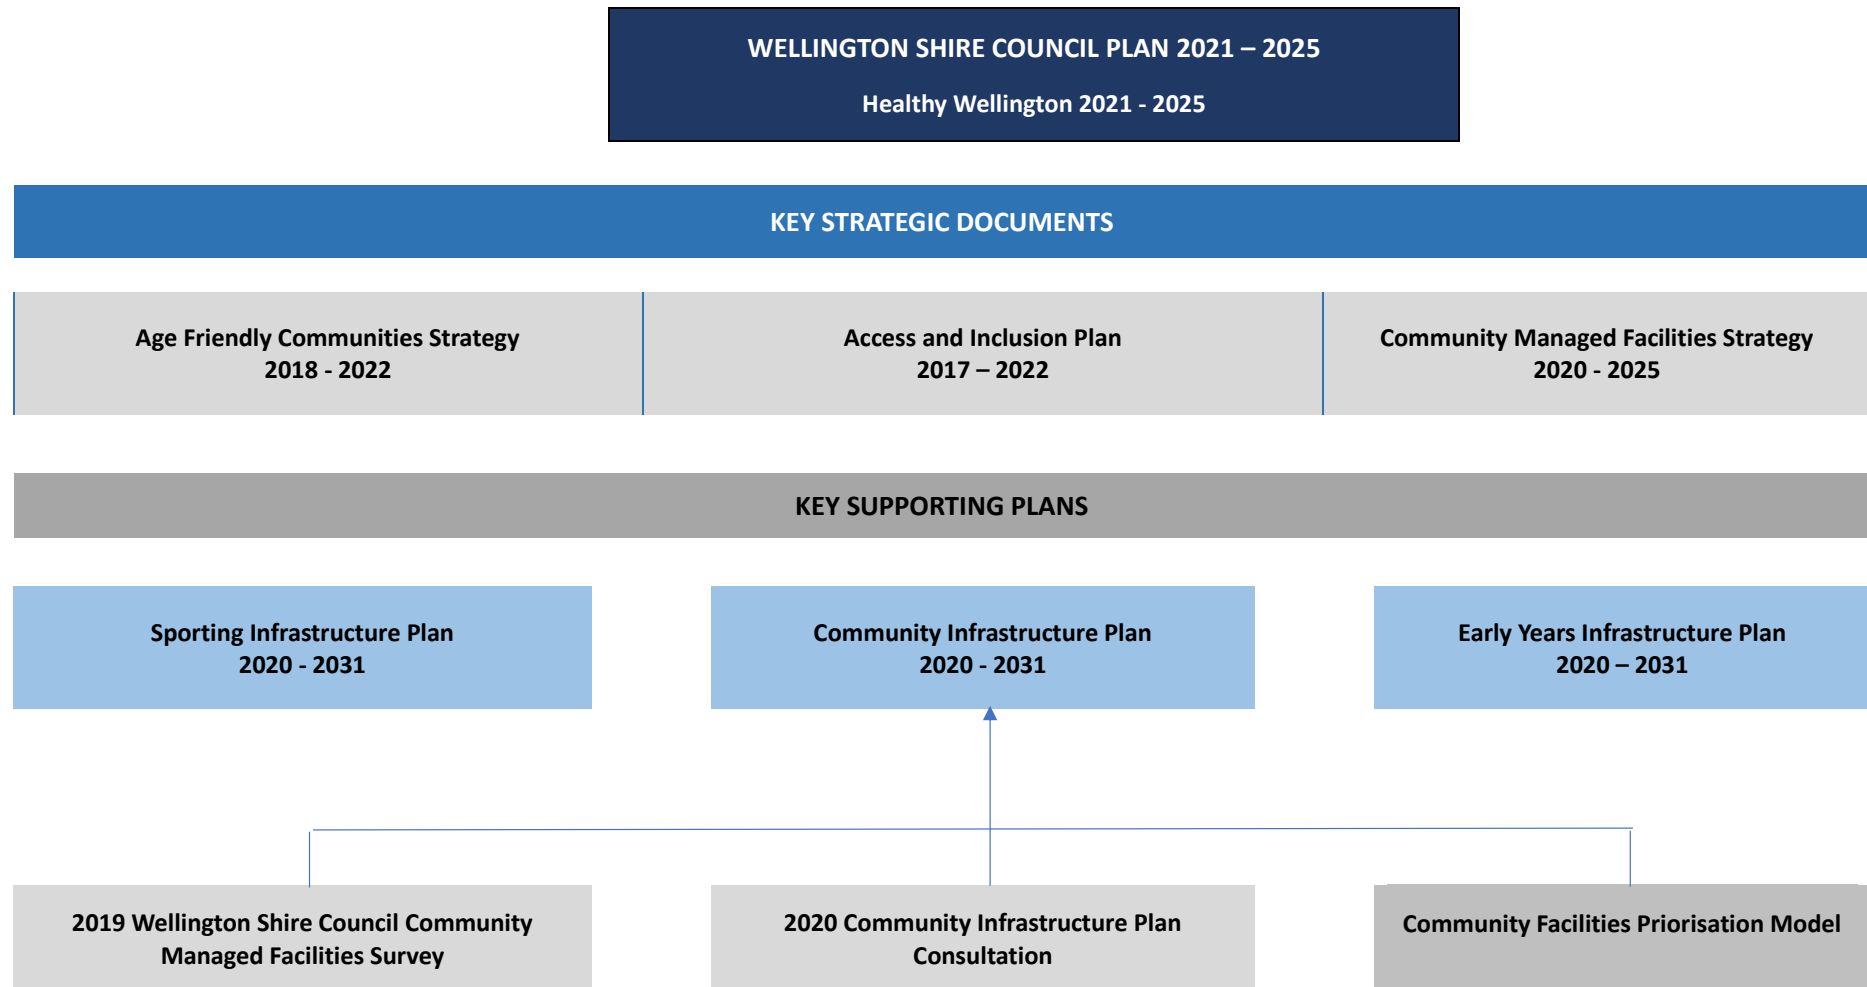 WELLINGTON SHIRE COUNCIL PLAN 2021 – 2025
Healthy Wellington 2021 - 2025
KEY STRATEGIC DOCUMENTS
Age Friendly Communities Strategy
2018 - 2022
Access and Inclusion Plan
2017 – 2022
Community Managed Facilities Strategy
2020 - 2025
KEY SUPPORTING PLANS
Sporting Infrastructure Plan
2020 - 2031
Community Infrastructure Plan
2020 - 2031
Early Years Infrastructure Plan
2020 – 2031
2019 Wellington Shire Council Community
Managed Facilities Survey
2020 Community Infrastructure Plan
Consultation
Community Facilities Priorisation Model